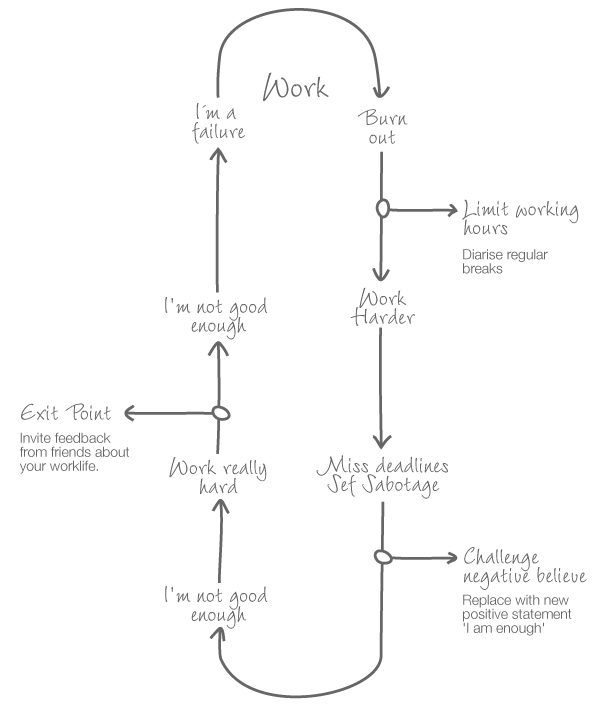 Work
I'm a
failure
Burn
out
Limit working
hours
Diarise regular
breaks
Work
Harder
I'm not good
enough
Exit Point
Invite feedback
from friends about
your worklife.
Work really
hard
Miss deadlines
Sef Sabotage
Challenge
negative believe
Replace with new
positive statement
'I am enough'
I'm not good
enough